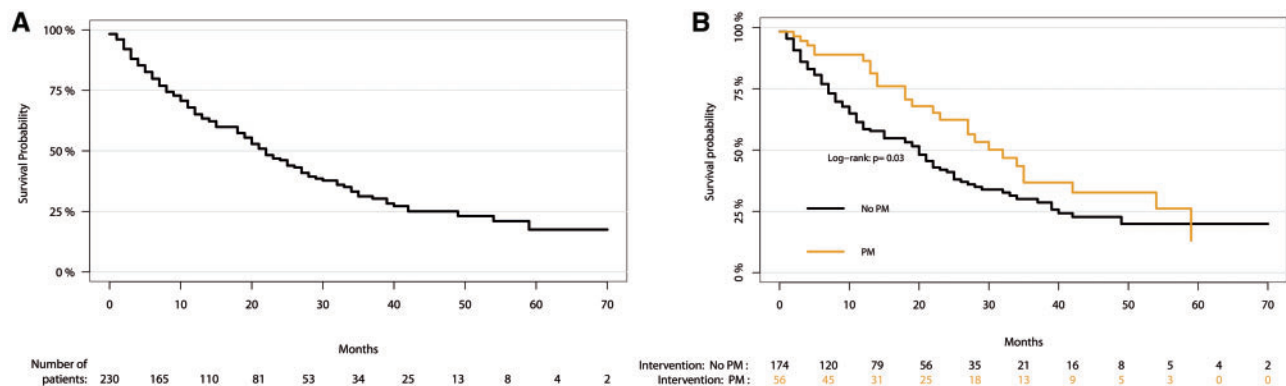 A
100 %
75 %
50 %
25 %
0 %
Survival Probability
0 10 20 30 40 50 60 70
Months
Number of
patients: 230 165 110 81 53 34 25 13 8 4 2
B
100 %
75 %
50 %
25 %
0 %
Survival probability
Log-rank: p= 0.03
No PM
PM
0 10 20 30 40 50 60 70
Months
Intervention: No PM : 174 120 79 56 35 21 16 8 5 4 2
Intervention: PM : 56 45 31 25 18 13 9 5 3 0 0